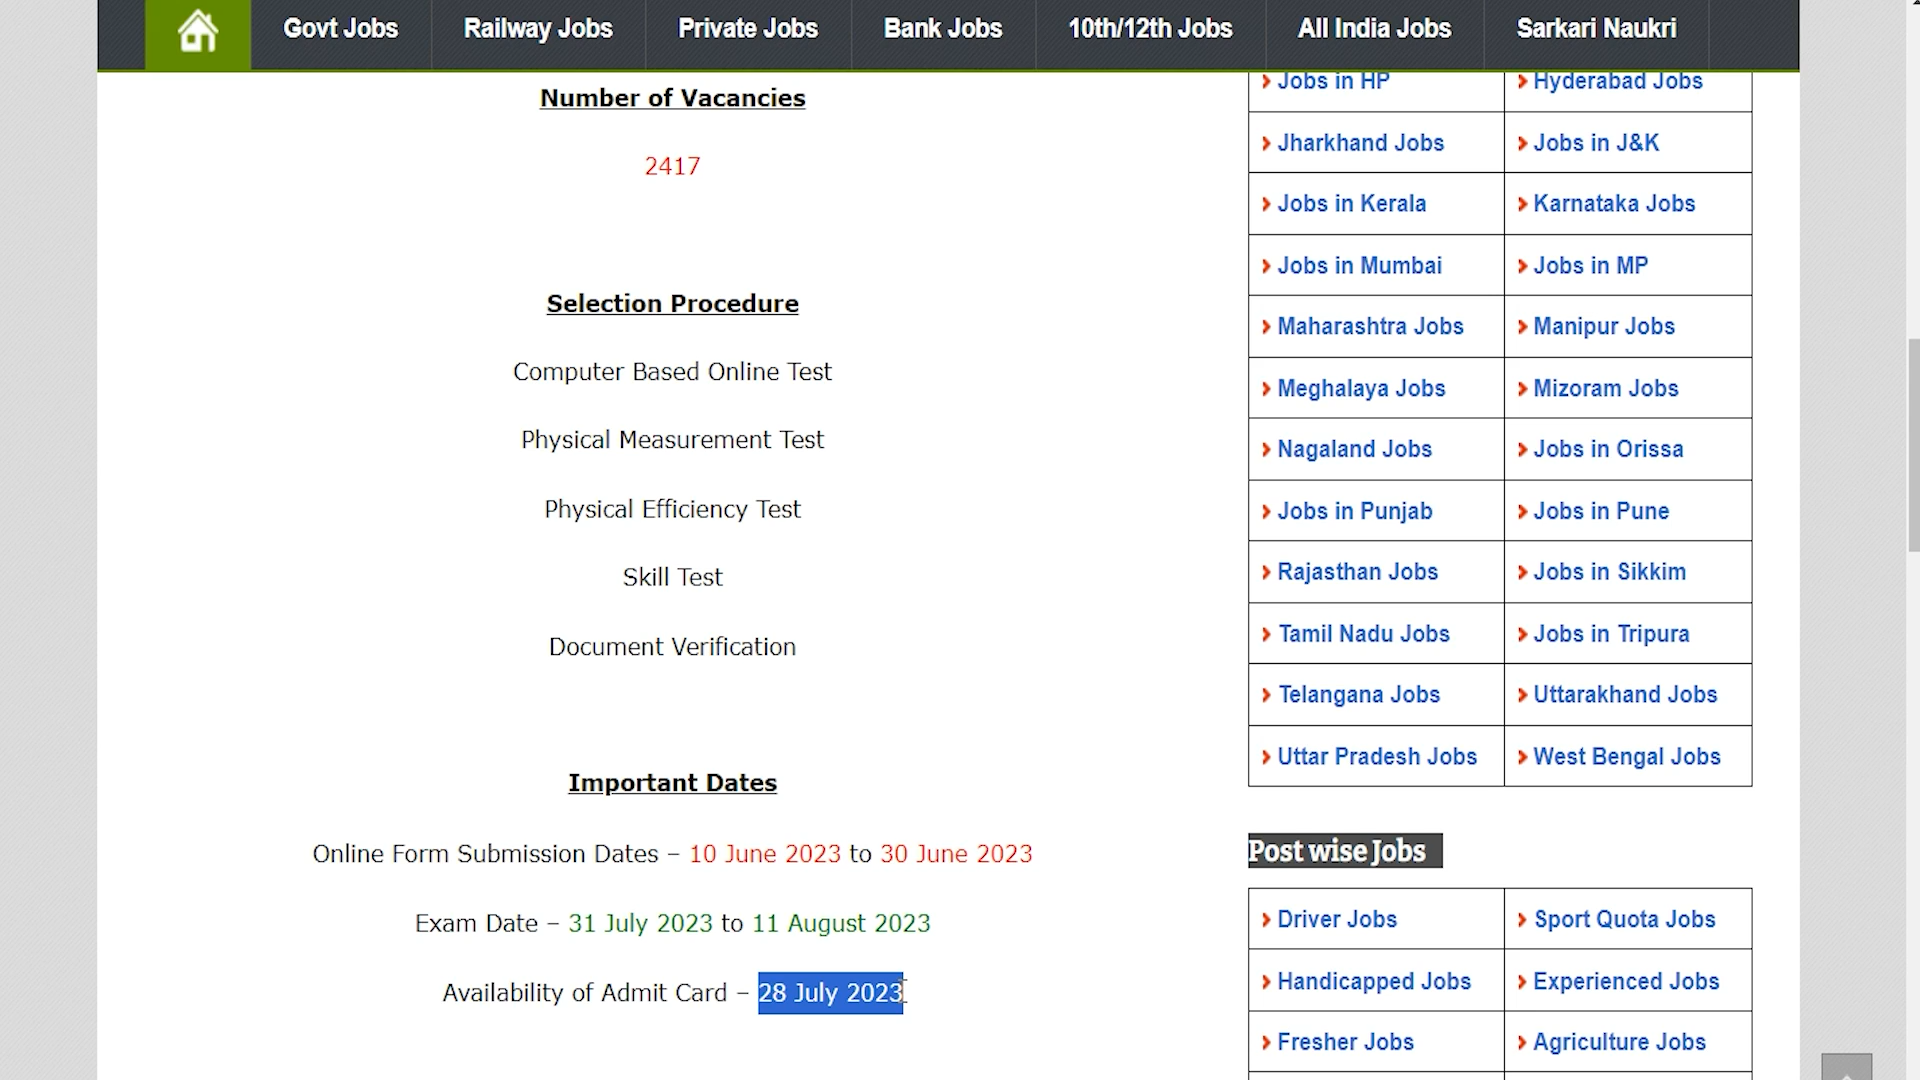 Govt Jobs Railway Jobs Private Jobs Bank Jobs 10th/12th Jobs All India Jobs Sarkari Naukri
Number of Vacancies
2417
Selection Procedure
Computer Based Online Test
Physical Measurement Test
Physical Efficiency Test
Skill Test
Document Verification
Important Dates
Online Form Submission Dates – 10 June 2023 to 30 June 2023
Exam Date – 31 July 2023 to 11 August 2023
Availability of Admit Card – 28 July 2023
Jobs in HP Hyderabad Jobs
Jharkhand Jobs Jobs in J&K
Jobs in Kerala Karnataka Jobs
Jobs in Mumbai Jobs in MP
Maharashtra Jobs Manipur Jobs
Meghalaya Jobs Mizoram Jobs
Nagaland Jobs Jobs in Orissa
Jobs in Punjab Jobs in Pune
Rajasthan Jobs Jobs in Sikkim
Tamil Nadu Jobs Jobs in Tripura
Telangana Jobs Uttarakhand Jobs
Uttar Pradesh Jobs West Bengal Jobs
Post wise Jobs
Driver Jobs Sport Quota Jobs
Handicapped Jobs Experienced Jobs
Fresher Jobs Agriculture Jobs